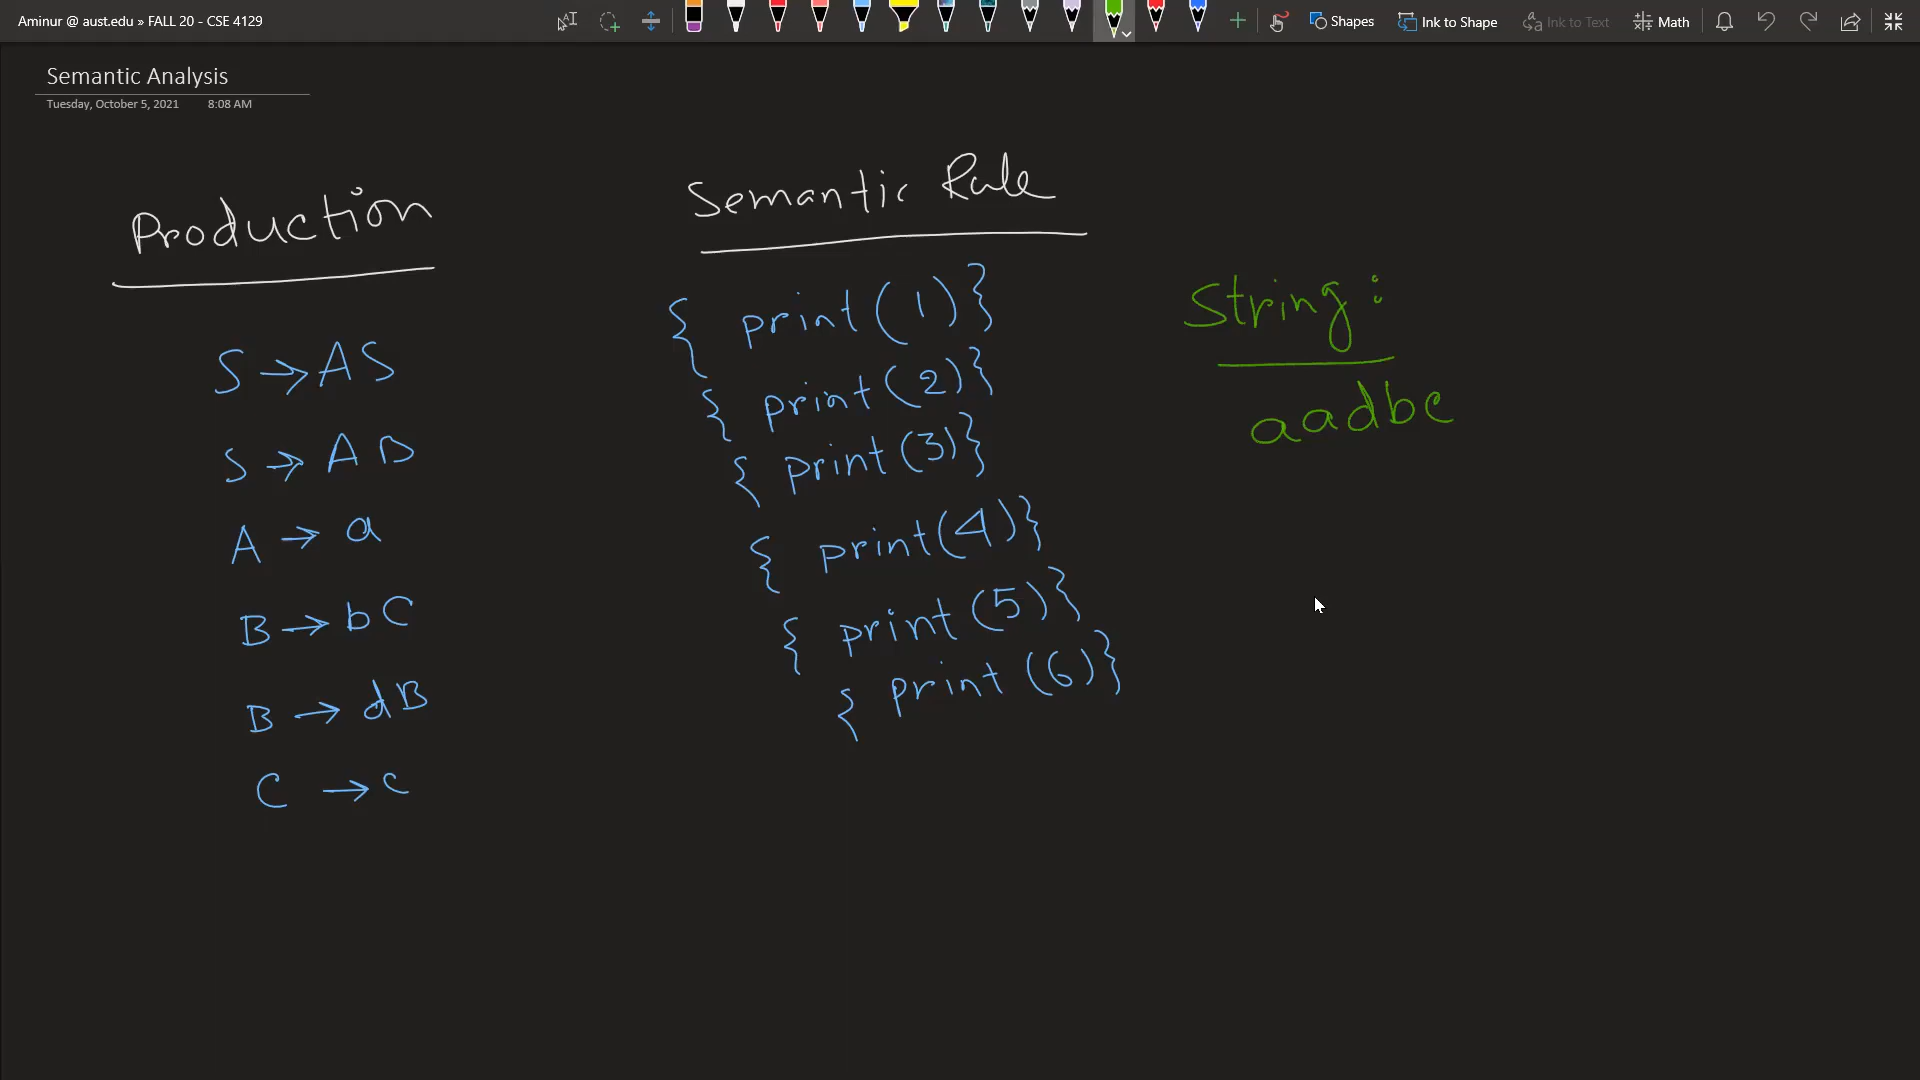 Aminur @ aust.edu » FALL 20 - CSE 4129
Shapes
Ink to Shape
Ink to Text
Math
Semantic Analysis
Tuesday, October 5, 2021 8:08 AM
Production
Semantic Rule
String:
aadbc
S → AS { print(1)}
S → AB { print(2)}
A → a { print(3)}
B → bC { print(4)}
B → dB { print(5)}
C → c { print(6)}